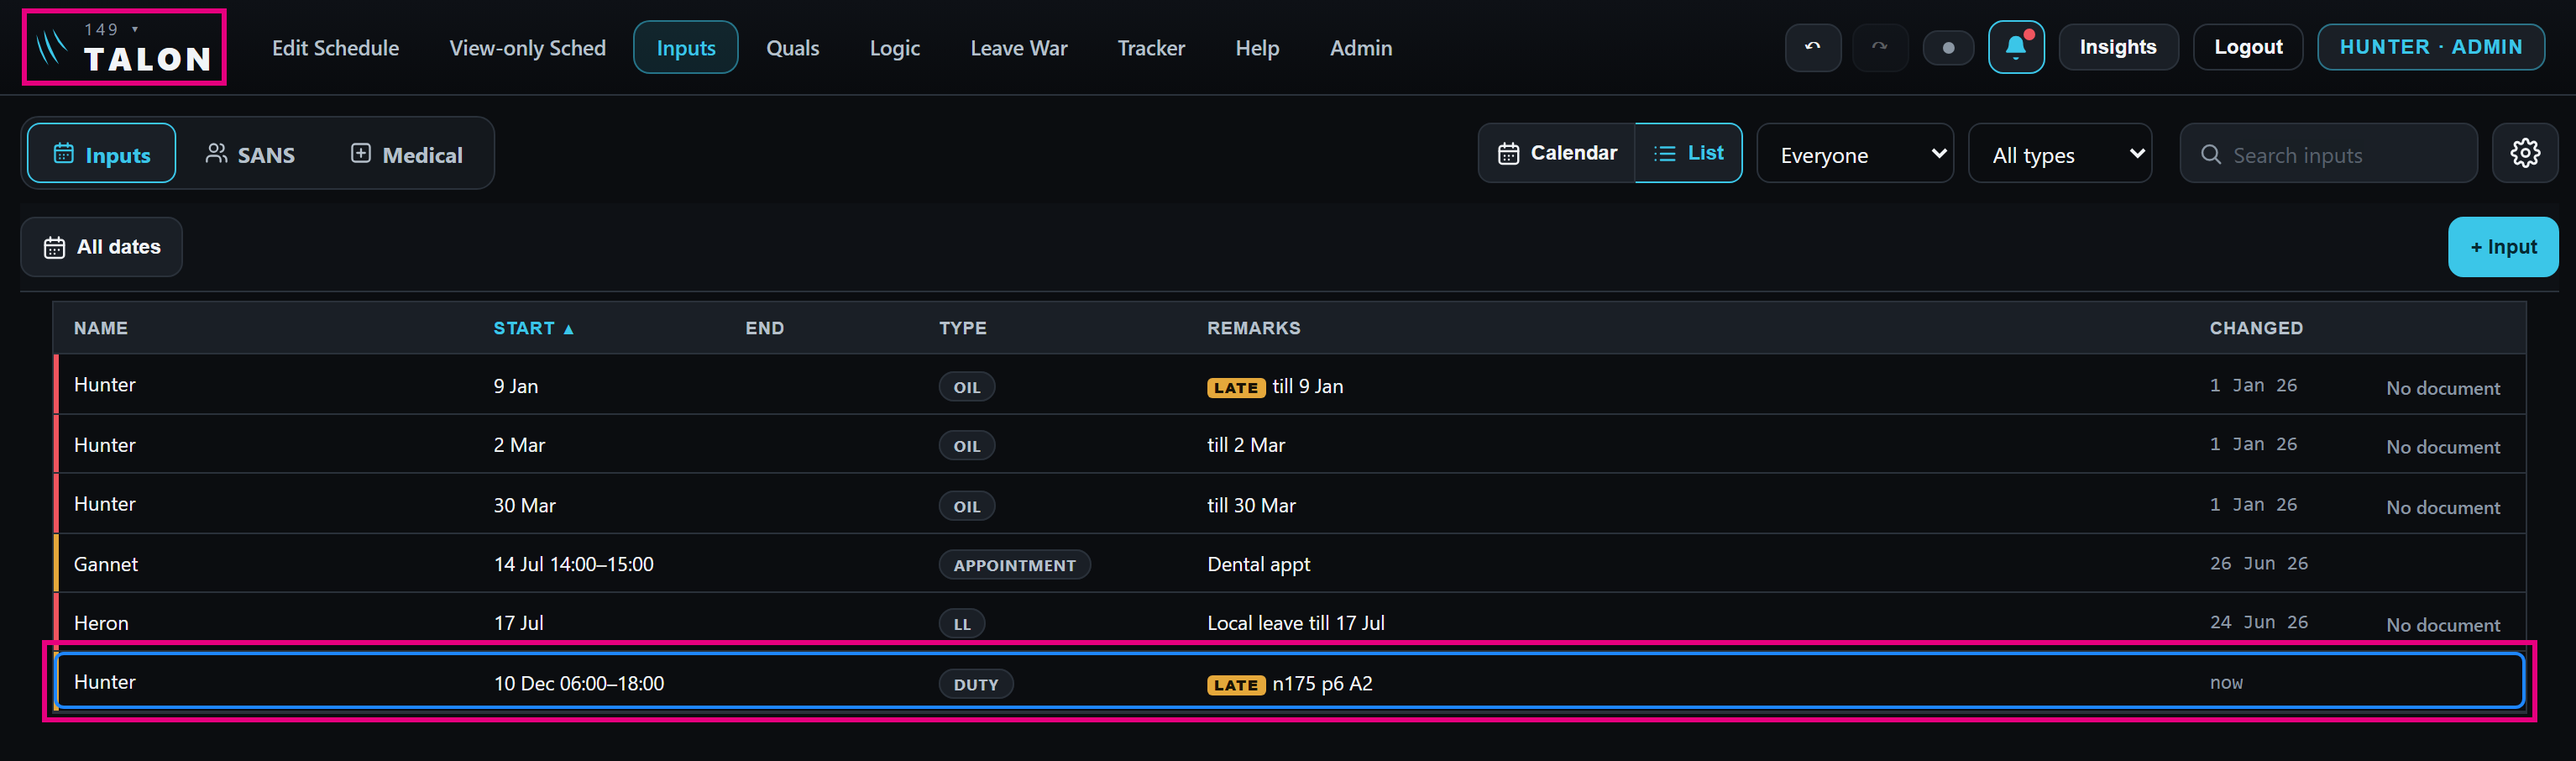 149 ▾
TALON
Edit Schedule View-only Sched Inputs Quals Logic Leave War Tracker Help Admin Insights Logout HUNTER · ADMIN
Inputs SANS Medical Calendar List Everyone All types Search inputs
All dates + Input
NAME START ▲ END TYPE REMARKS CHANGED
Hunter 9 Jan OIL LATE till 9 Jan 1 Jan 26 No document
Hunter 2 Mar OIL till 2 Mar 1 Jan 26 No document
Hunter 30 Mar OIL till 30 Mar 1 Jan 26 No document
Gannet 14 Jul 14:00–15:00 APPOINTMENT Dental appt 26 Jun 26
Heron 17 Jul LL Local leave till 17 Jul 24 Jun 26 No document
Hunter 10 Dec 06:00–18:00 DUTY LATE n175 p6 A2 now